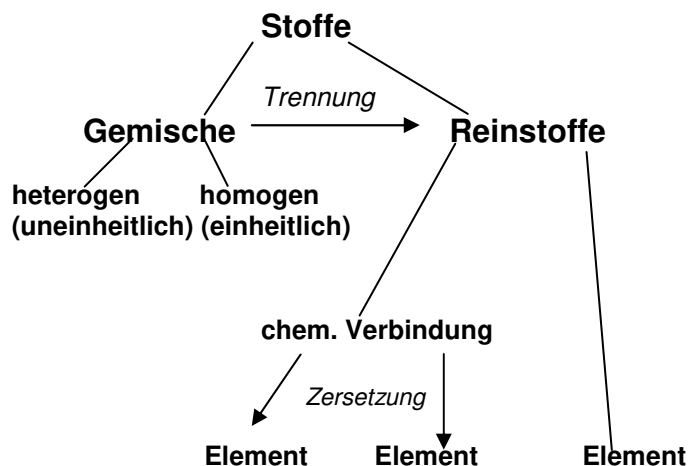 Stoffe
Trennung
Gemische Reinstoffe
heterogen homogen
(uneinheitlich) (einheitlich)
chem. Verbindung
Zersetzung
Element Element Element